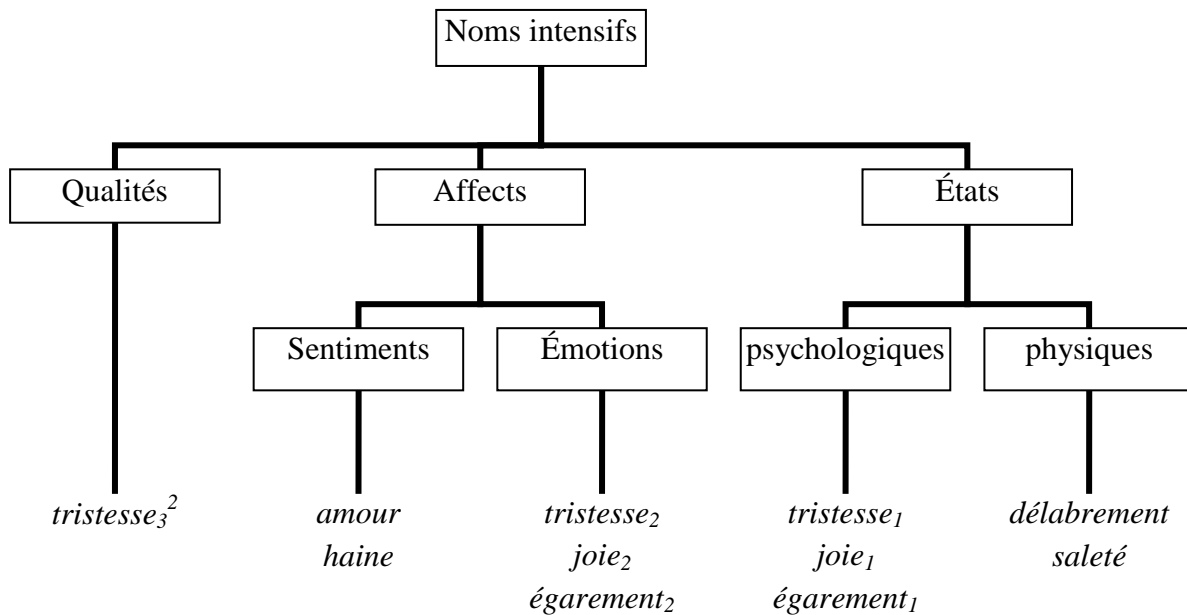 Noms intensifs
Qualités Affects États
Sentiments Émotions psychologiques physiques
tristesse₃² amour tristesse₂ tristesse₁ délabrement
haine joie₂ joie₁ saleté
égarement₂ égarement₁